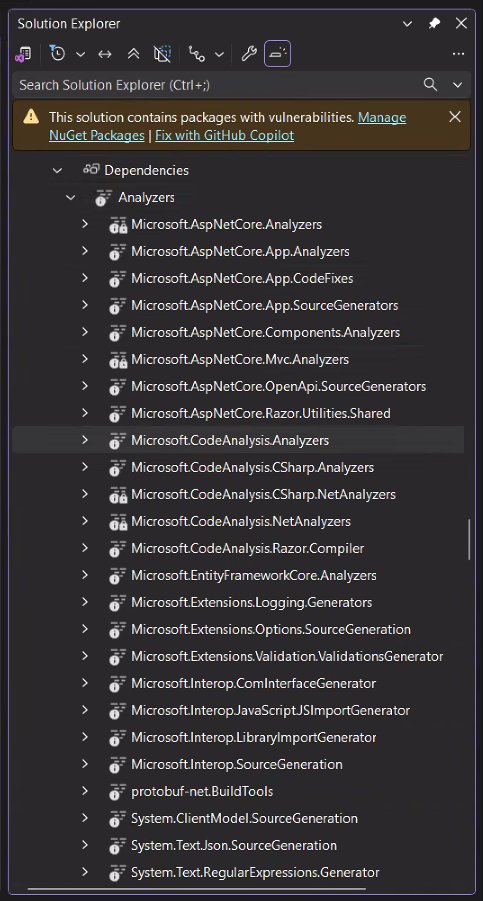 Solution Explorer
Search Solution Explorer (Ctrl+;)
This solution contains packages with vulnerabilities. Manage
NuGet Packages | Fix with GitHub Copilot
Dependencies
Analyzers
Microsoft.AspNetCore.Analyzers
Microsoft.AspNetCore.App.Analyzers
Microsoft.AspNetCore.App.CodeFixes
Microsoft.AspNetCore.App.SourceGenerators
Microsoft.AspNetCore.Components.Analyzers
Microsoft.AspNetCore.Mvc.Analyzers
Microsoft.AspNetCore.OpenApi.SourceGenerators
Microsoft.AspNetCore.Razor.Utilities.Shared
Microsoft.CodeAnalysis.Analyzers
Microsoft.CodeAnalysis.CSharp.Analyzers
Microsoft.CodeAnalysis.CSharp.NetAnalyzers
Microsoft.CodeAnalysis.NetAnalyzers
Microsoft.CodeAnalysis.Razor.Compiler
Microsoft.EntityFrameworkCore.Analyzers
Microsoft.Extensions.Logging.Generators
Microsoft.Extensions.Options.SourceGeneration
Microsoft.Extensions.Validation.ValidationsGenerator
Microsoft.Interop.ComInterfaceGenerator
Microsoft.Interop.JavaScript.JSImportGenerator
Microsoft.Interop.LibraryImportGenerator
Microsoft.Interop.SourceGeneration
protobuf-net.BuildTools
System.ClientModel.SourceGeneration
System.Text.Json.SourceGeneration
System.Text.RegularExpressions.Generator